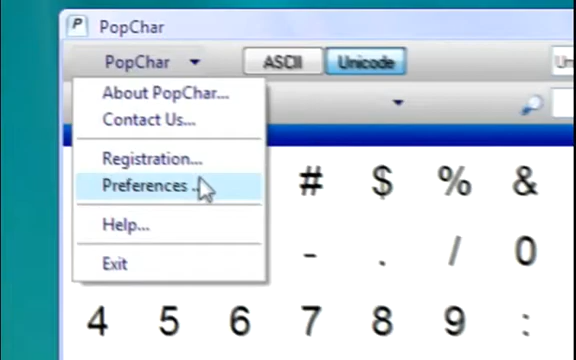 PopChar
PopChar ASCII Unicode Un
About PopChar...
Contact Us...
Registration...
Preferences ...
Help...
Exit
# $ % &
- . / 0
4 5 6 7 8 9 :